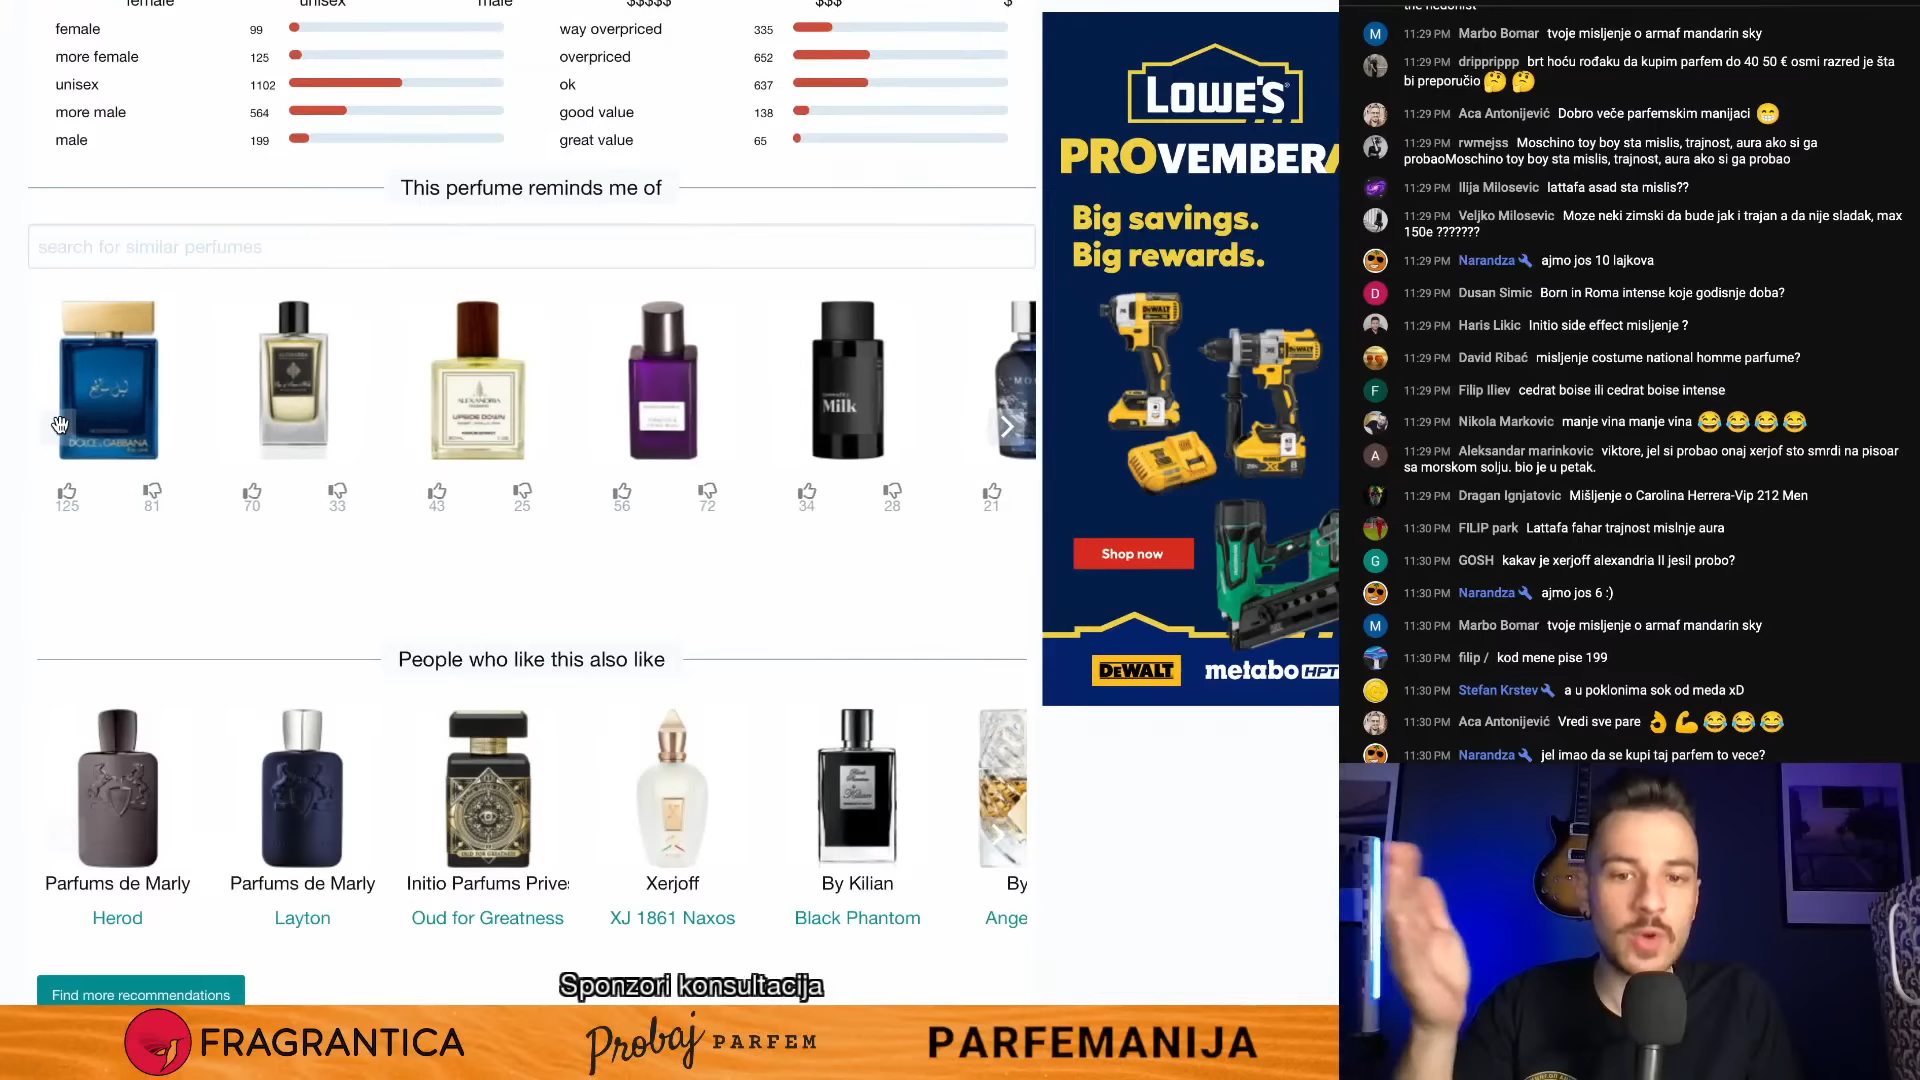 female unisex male $$$$$ $$$ $
female 99
more female 125
unisex 1102
more male 564
male 199
way overpriced 335
overpriced 652
ok 637
good value 138
great value 65
This perfume reminds me of
search for similar perfumes
DOLCE & GABBANA
ALEXANDRIA
UPSIDE DOWN
Milk
125 81 70 33 43 25 56 72 34 28 21
People who like this also like
Parfums de Marly
Herod
Parfums de Marly
Layton
OUD FOR GREATNESS
Initio Parfums Prive
Oud for Greatness
Xerjoff
XJ 1861 Naxos
By Kilian
Black Phantom
By
Ange
Find more recommendations
LOWE'S
PROVEMBER
Big savings.
Big rewards.
DEWALT
DEWALT
Shop now
DEWALT metabo HPT
Sponzori konsultacija
FRAGRANTICA
Probaj PARFEM
PARFEMANIJA
the hedonist
M 11:29 PM Marbo Bomar tvoje misljenje o armaf mandarin sky
11:29 PM dripprippp brt hoću rođaku da kupim parfem do 40 50 € osmi razred je šta
bi preporučio 🤔 🤔
11:29 PM Aca Antonijević Dobro veče parfemskim manijaci 😁
11:29 PM rwmejss Moschino toy boy sta mislis, trajnost, aura ako si ga
probaoMoschino toy boy sta mislis, trajnost, aura ako si ga probao
11:29 PM Ilija Milosevic lattafa asad sta mislis??
11:29 PM Veljko Milosevic Moze neki zimski da bude jak i trajan a da nije sladak, max
150e ???????
11:29 PM Narandza ajmo jos 10 lajkova
D 11:29 PM Dusan Simic Born in Roma intense koje godisnje doba?
11:29 PM Haris Likic Initio side effect misljenje ?
11:29 PM David Ribać misljenje costume national homme parfume?
F 11:29 PM Filip Iliev cedrat boise ili cedrat boise intense
11:29 PM Nikola Markovic manje vina manje vina 😂 😂 😂 😂
A 11:29 PM Aleksandar marinkovic viktore, jel si probao onaj xerjof sto smrdi na pisoar
sa morskom solju. bio je u petak.
11:29 PM Dragan Ignjatovic Mišljenje o Carolina Herrera-Vip 212 Men
11:30 PM FILIP park Lattafa fahar trajnost mislnje aura
G 11:30 PM GOSH kakav je xerjoff alexandria II jesil probo?
11:30 PM Narandza ajmo jos 6 :)
M 11:30 PM Marbo Bomar tvoje misljenje o armaf mandarin sky
11:30 PM filip / kod mene pise 199
11:30 PM Stefan Krstev a u poklonima sok od meda xD
11:30 PM Aca Antonijević Vredi sve pare 👌 💪 😂 😂 😂
11:30 PM Narandza jel imao da se kupi taj parfem to vece?